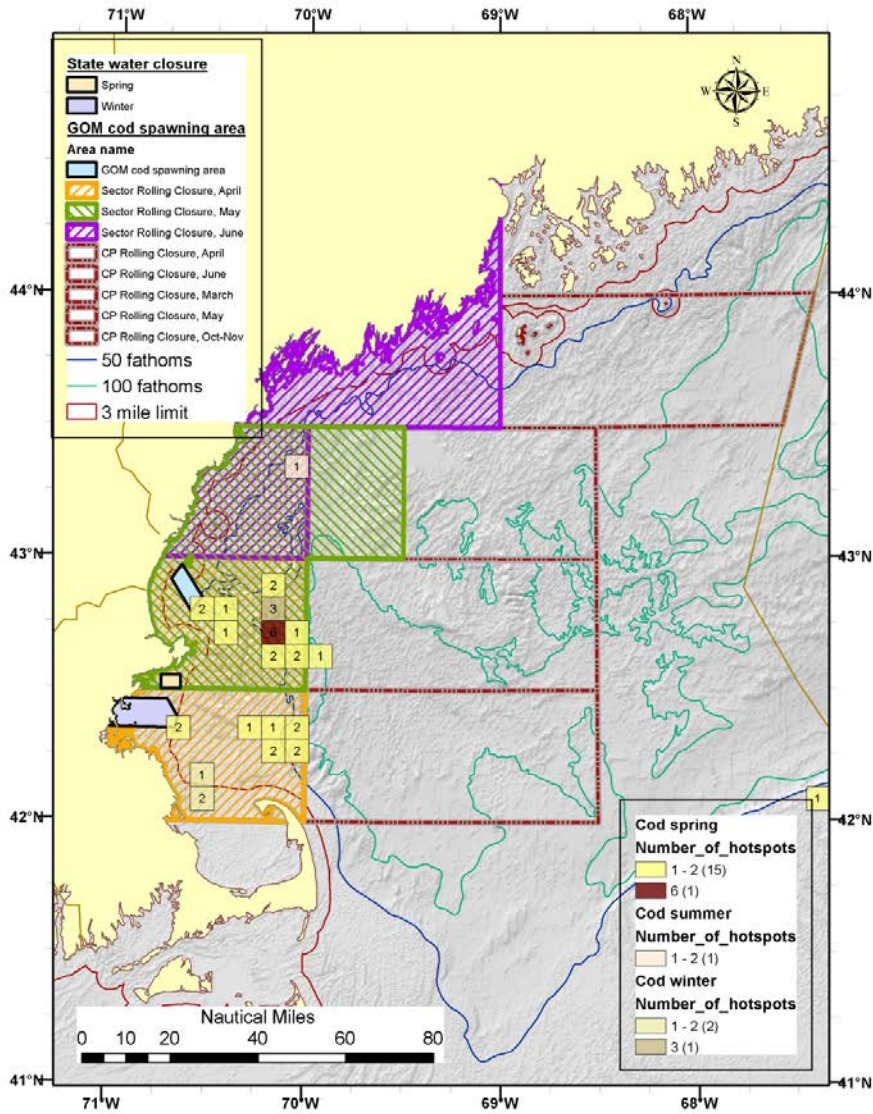 71°W
70°W
69°W
68°W
State water closure
Spring
Winter
GOM cod spawning area
Area name
GOM cod spawning area
Sector Rolling Closure, April
Sector Rolling Closure, May
Sector Rolling Closure, June
CP Rolling Closure, April
CP Rolling Closure, June
CP Rolling Closure, March
CP Rolling Closure, May
CP Rolling Closure, Oct-Nov
50 fathoms
100 fathoms
3 mile limit
N
W E
S
44°N 44°N
1
43°N 43°N
2
2 1 3
1 6 1
2 2 1
2 1 1 2
2 2
1
2
1
42°N 42°N
Cod spring
Number_of_hotspots
1 - 2 (15)
6 (1)
Cod summer
Number_of_hotspots
1 - 2 (1)
Cod winter
Number_of_hotspots
1 - 2 (2)
3 (1)
Nautical Miles
0 5 10 20 40 60 80
41°N 41°N
71°W
70°W
69°W
68°W